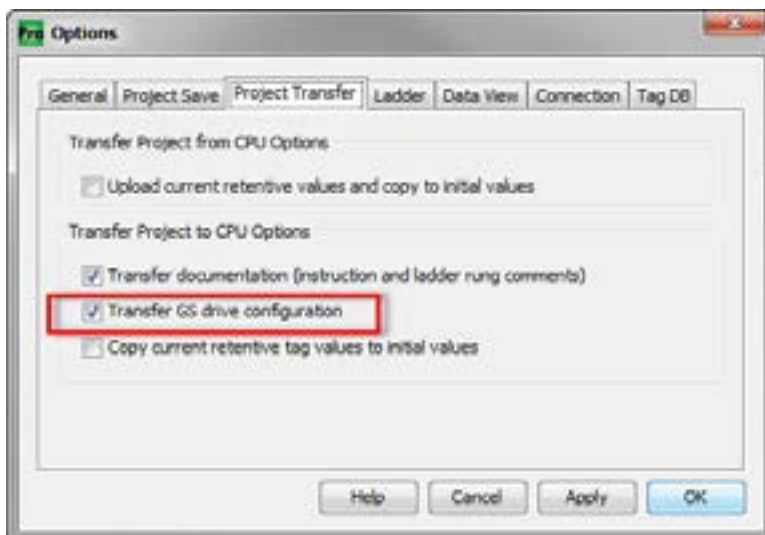 Pro Options
General Project Save Project Transfer Ladder Data View Connection Tag DB
Transfer Project from CPU Options
Upload current retentive values and copy to initial values
Transfer Project to CPU Options
Transfer documentation (instruction and ladder rung comments)
Transfer GS drive configuration
Copy current retentive tag values to initial values
Help Cancel Apply OK